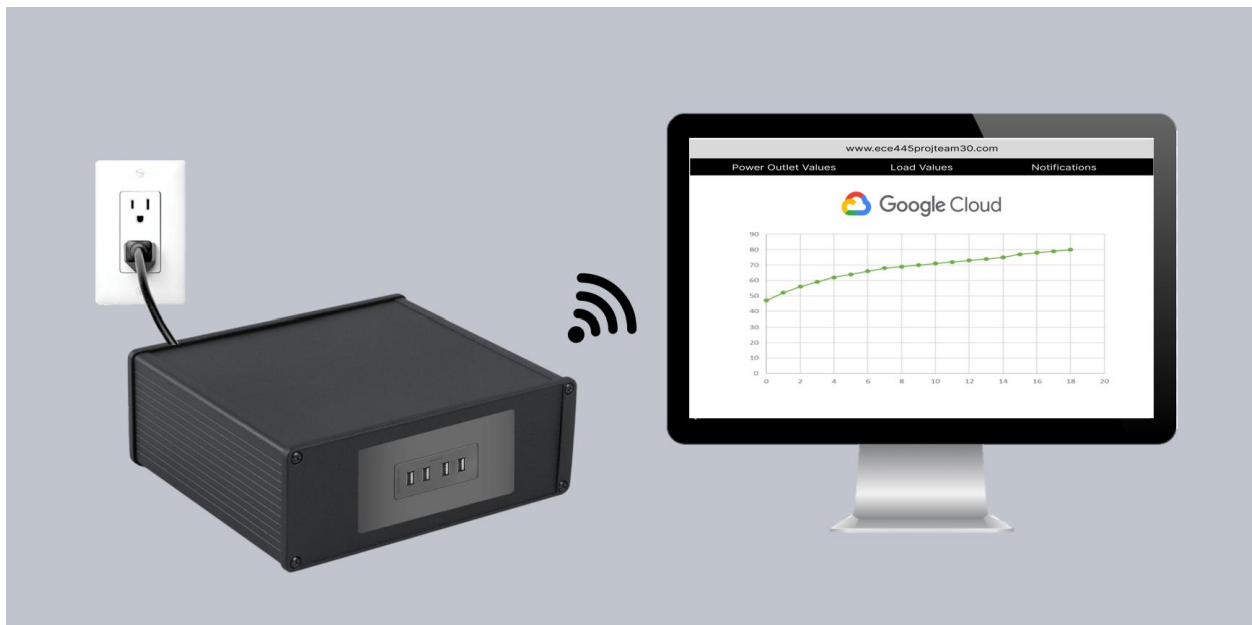 www.ece445projteam30.com
Power Outlet Values Load Values Notifications
Google Cloud
90
80
70
60
50
40
30
20
10
0
0 2 4 6 8 10 12 14 16 18 20